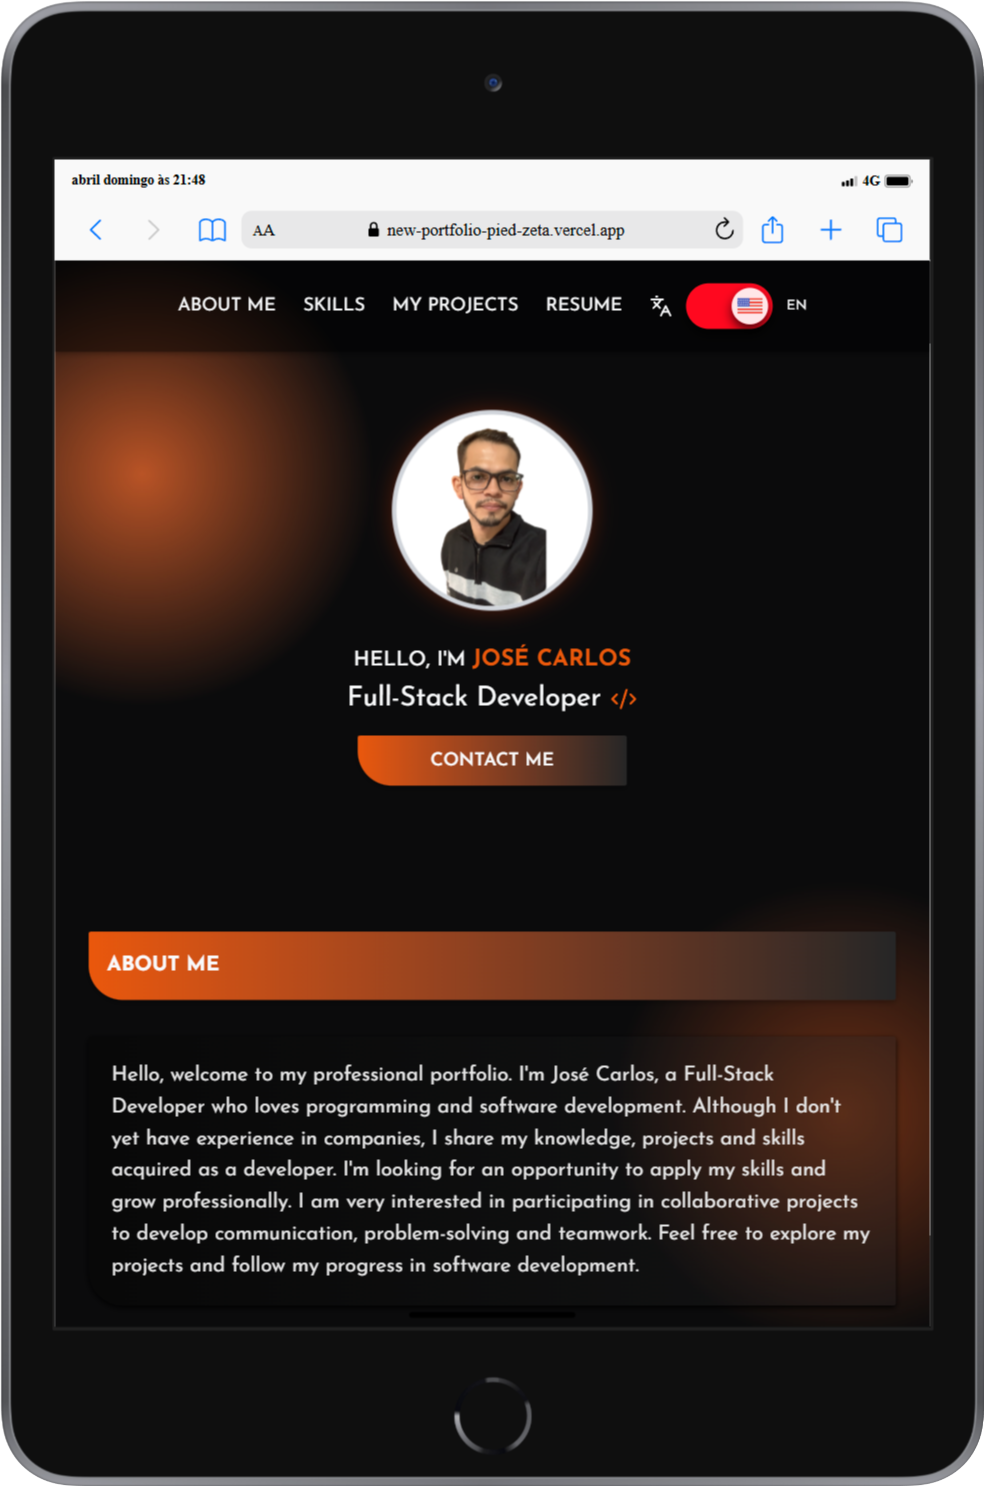 abril domingo às 21:48
4G
AA
new-portfolio-pied-zeta.vercel.app
ABOUT ME SKILLS MY PROJECTS RESUME EN
HELLO, I'M JOSÉ CARLOS
Full-Stack Developer </>
CONTACT ME
ABOUT ME
Hello, welcome to my professional portfolio. I'm José Carlos, a Full-Stack
Developer who loves programming and software development. Although I don't
yet have experience in companies, I share my knowledge, projects and skills
acquired as a developer. I'm looking for an opportunity to apply my skills and
grow professionally. I am very interested in participating in collaborative projects
to develop communication, problem-solving and teamwork. Feel free to explore my
projects and follow my progress in software development.